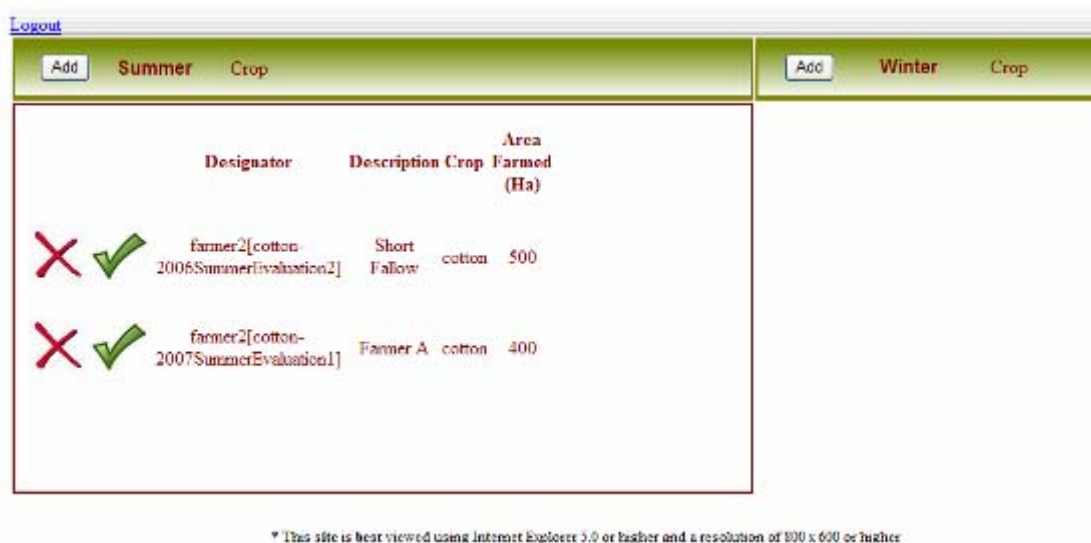 Logout
Add Summer Crop
Add Winter Crop
Area
Designator Description Crop Farmed
(Ha)
farmer2[cotton- Short
2006SummerEvaluation2] Fallow cotton 500
farmer2[cotton-
2007SummerEvaluation1] Farmer A cotton 400
* This site is best viewed using Internet Explorer 5.0 or higher and a resolution of 800 x 600 or higher